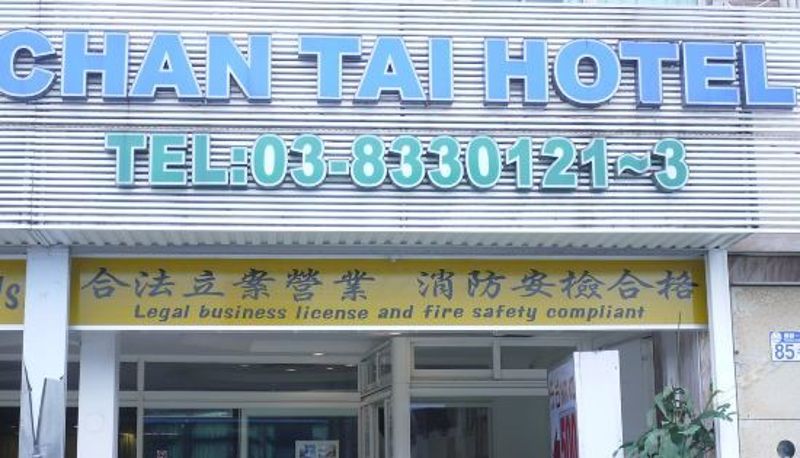 CHAN TAI HOTEL
TEL:03-8330121~3
合法立案營業 消防安檢合格
Legal business license and fire safety compliant
85